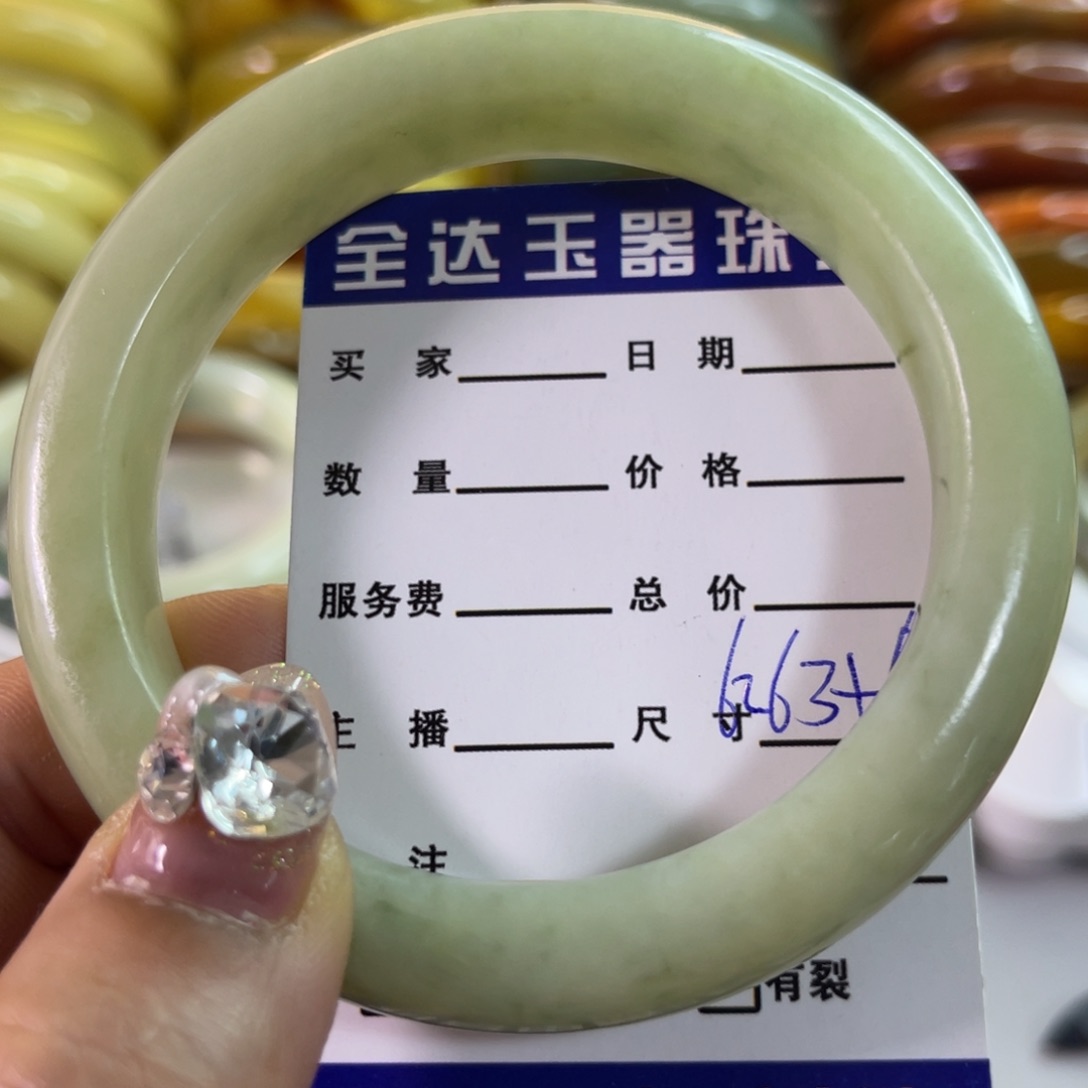 全达玉器珠
买 家 日 期
数 量 价 格
服务费 总 价
主 播 尺 寸
注
有裂